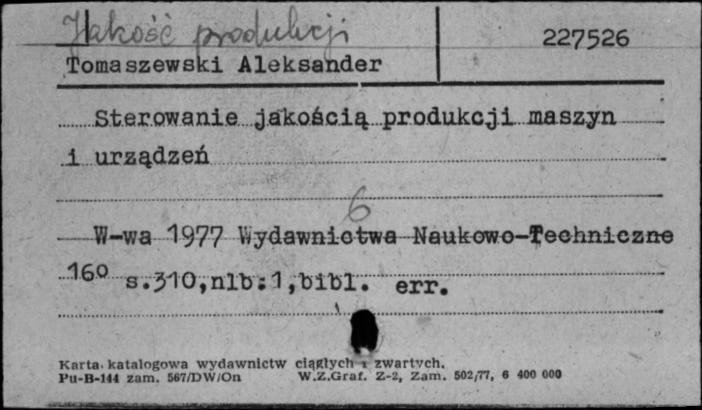 Jakość produkcji
227526
Tomaszewski Aleksander
Sterowanie jakością produkcji maszyn
i urządzeń
6
W-wa 1977 Wydawnictwa Naukowo-Techniczne
16º s.310,nlb:1,bibl. err.
Karta katalogowa wydawnictw ciągłych i zwartych.
Pu-B-144 zam. 567/DW/On W.Z.Graf. Z-2, Zam. 502/77, 6 400 000